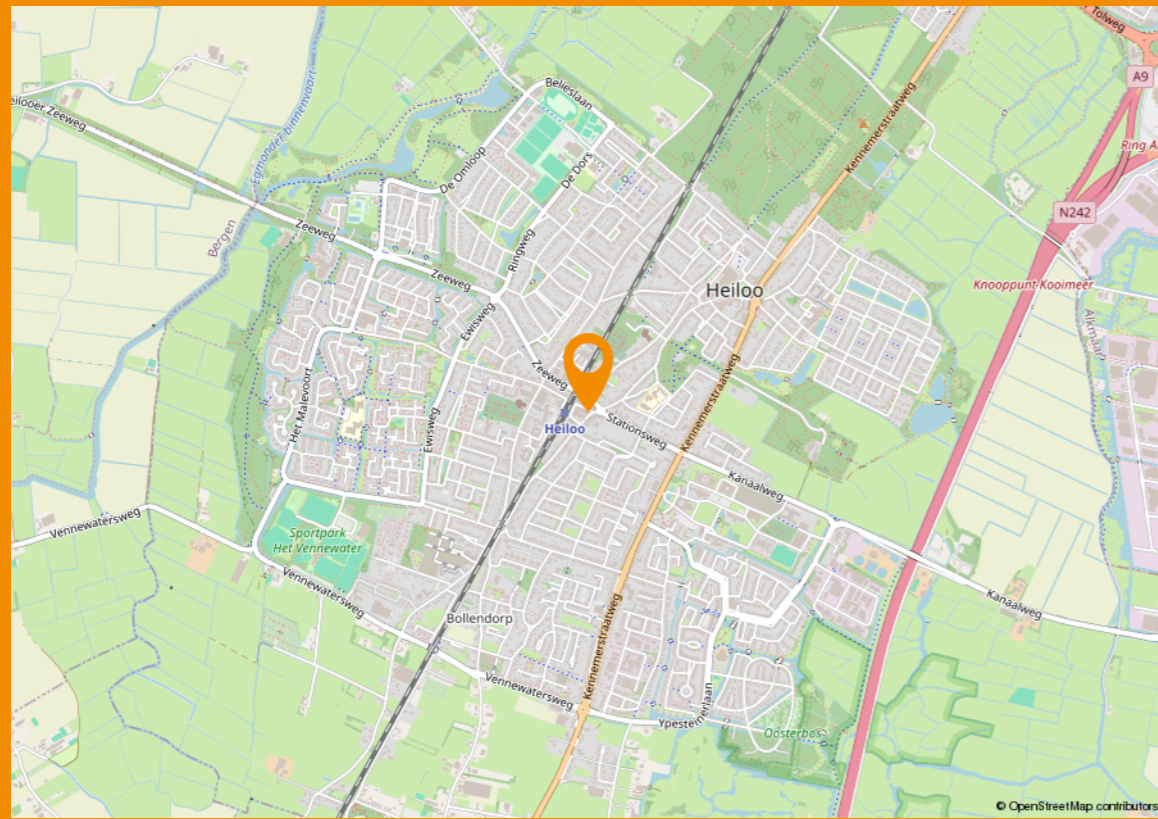 Tolweg
A9
Belieslaan
Ring A
Heilooer Zeeweg
Egmonder binnenvaart
Kennemerstraatweg
De Omloop
De Dors
N242
Bergen
Zeeweg
Ringweg
Zeeweg
Heiloo
Knooppunt Kooimeer
Ewisweg
Alkmaar
Zeeweg
Het Malevoort
Kennemerstraatweg
Ewisweg
Heiloo
Stationsweg
Kanaalweg
Vennewatersweg
Sportpark
Het Vennewater
Vennewatersweg
Kanaalweg
Bollendorp
Kennemerstraatweg
Vennewatersweg
Ypesteinerlaan
Oosterbos
© OpenStreetMap contributors